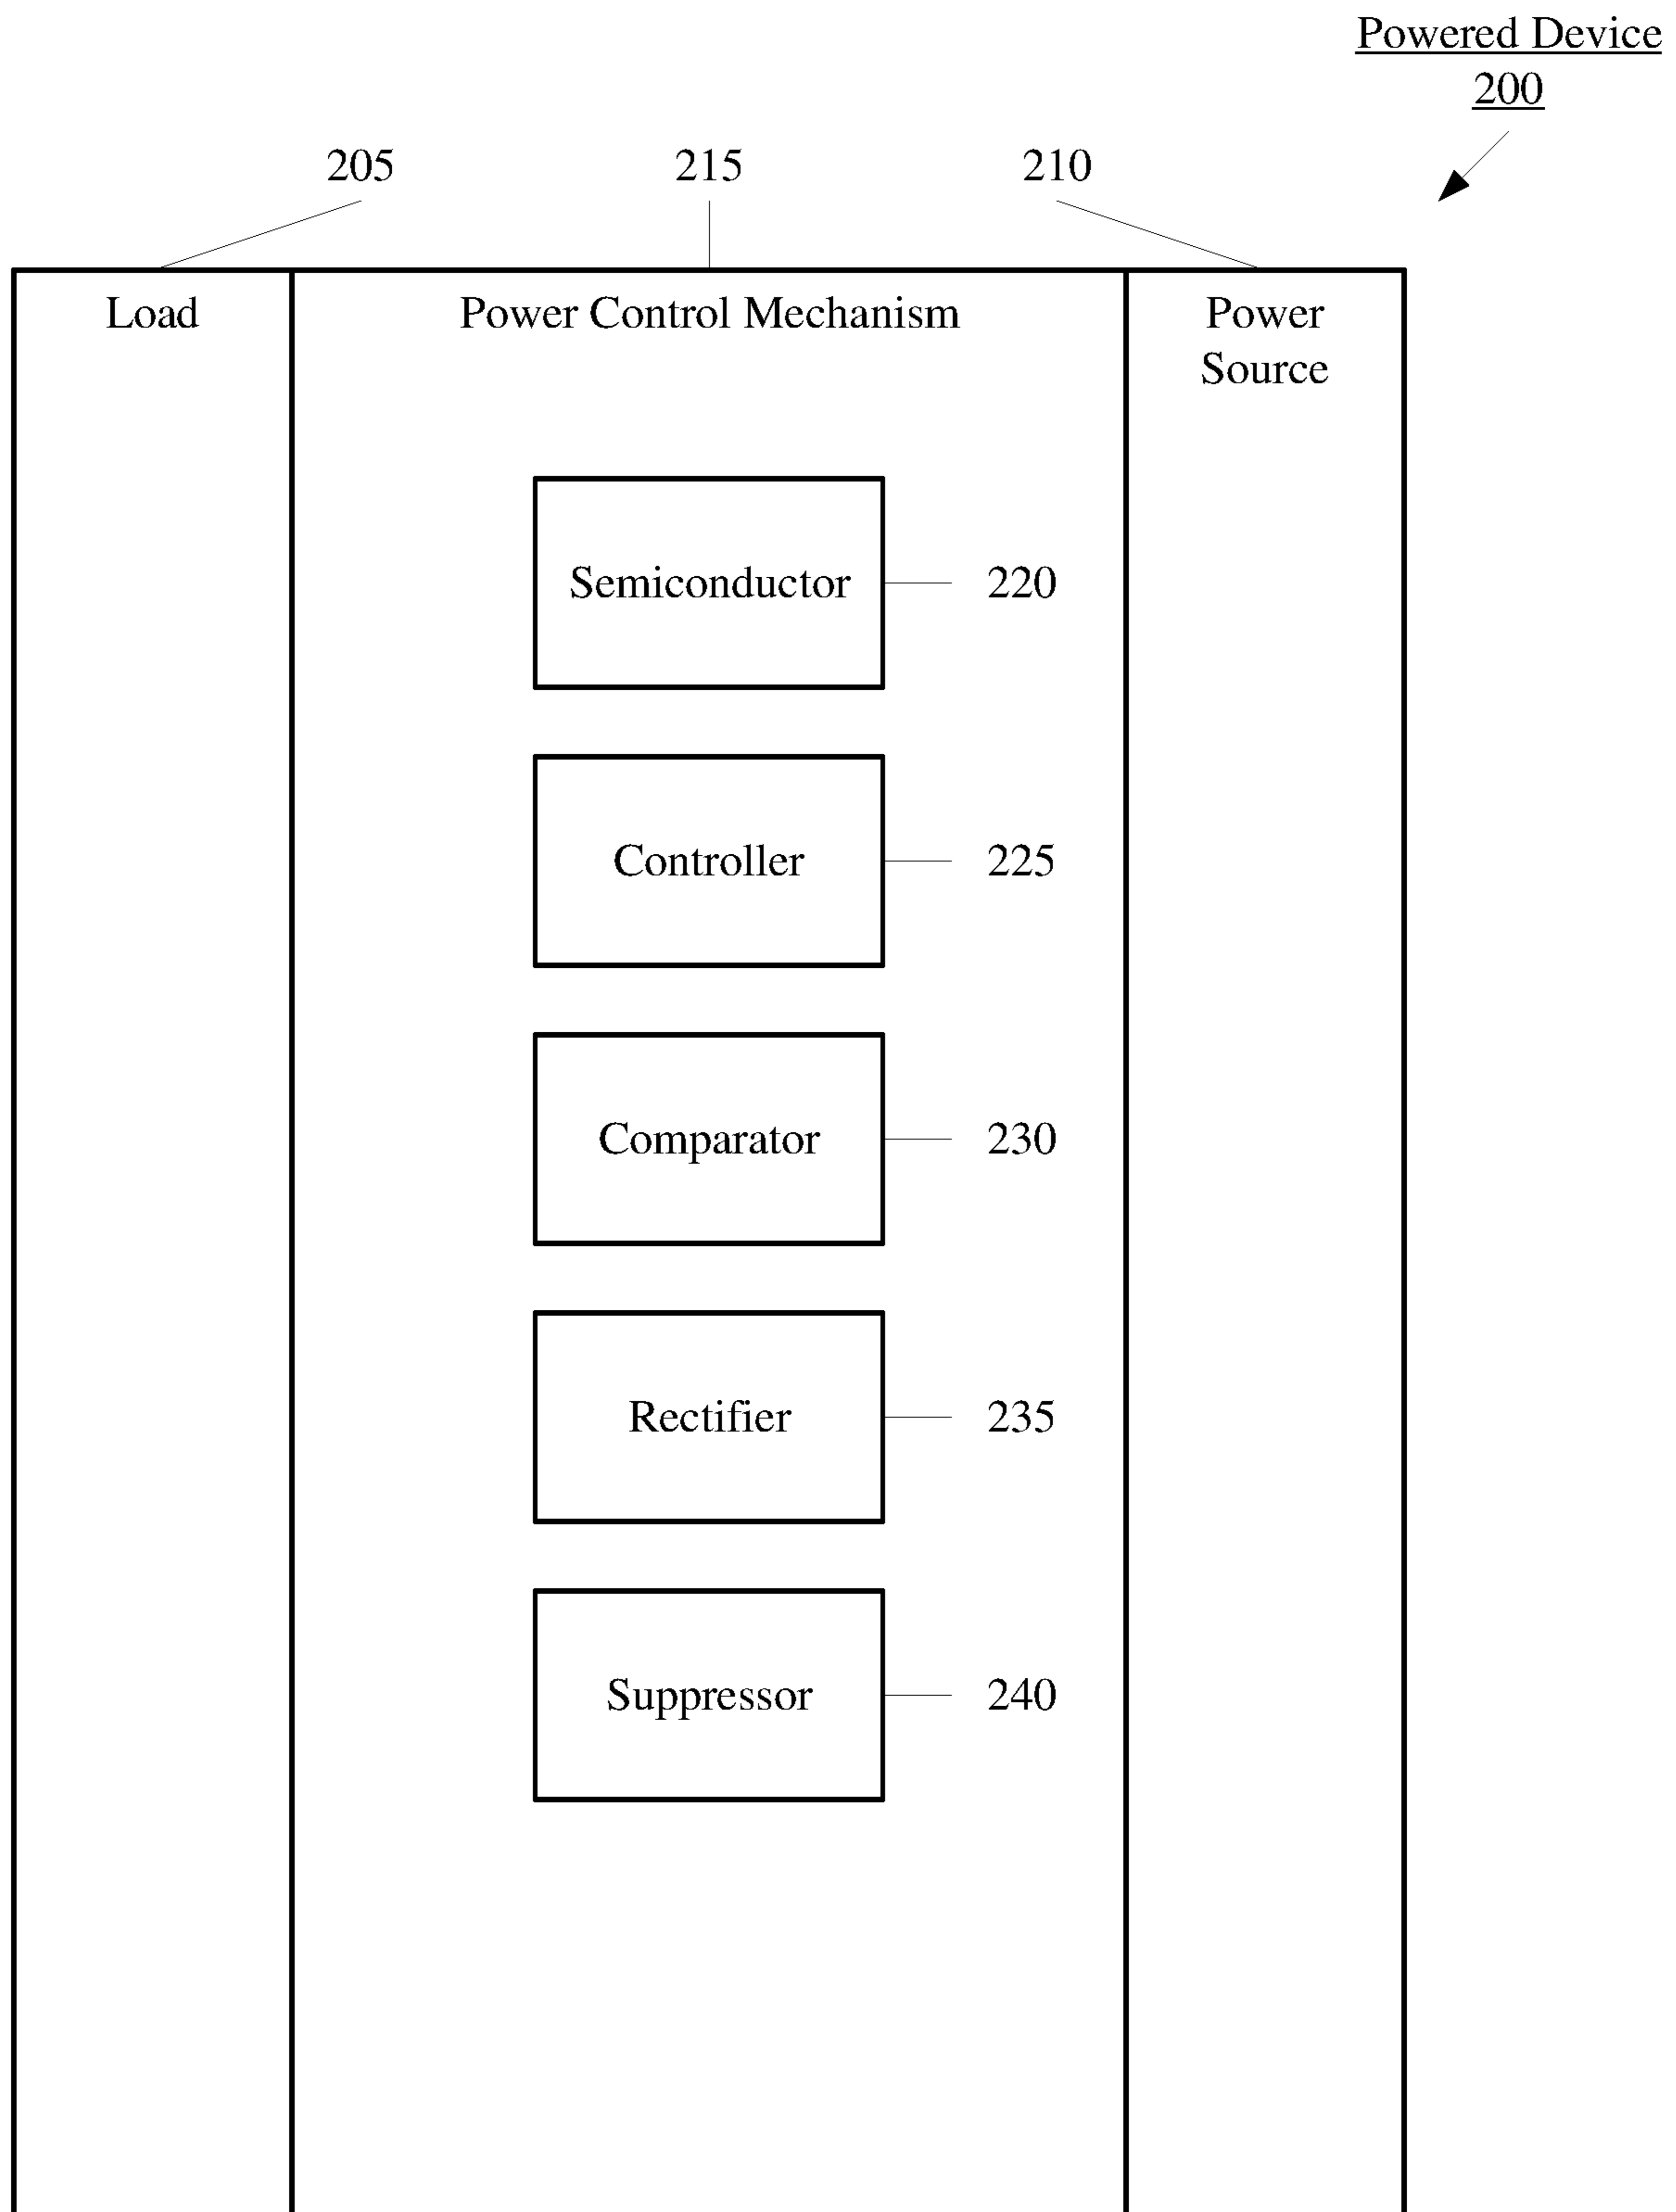 Powered Device
200
205 215 210
Load Power Control Mechanism Power
Source
Semiconductor 220
Controller 225
Comparator 230
Rectifier 235
Suppressor 240